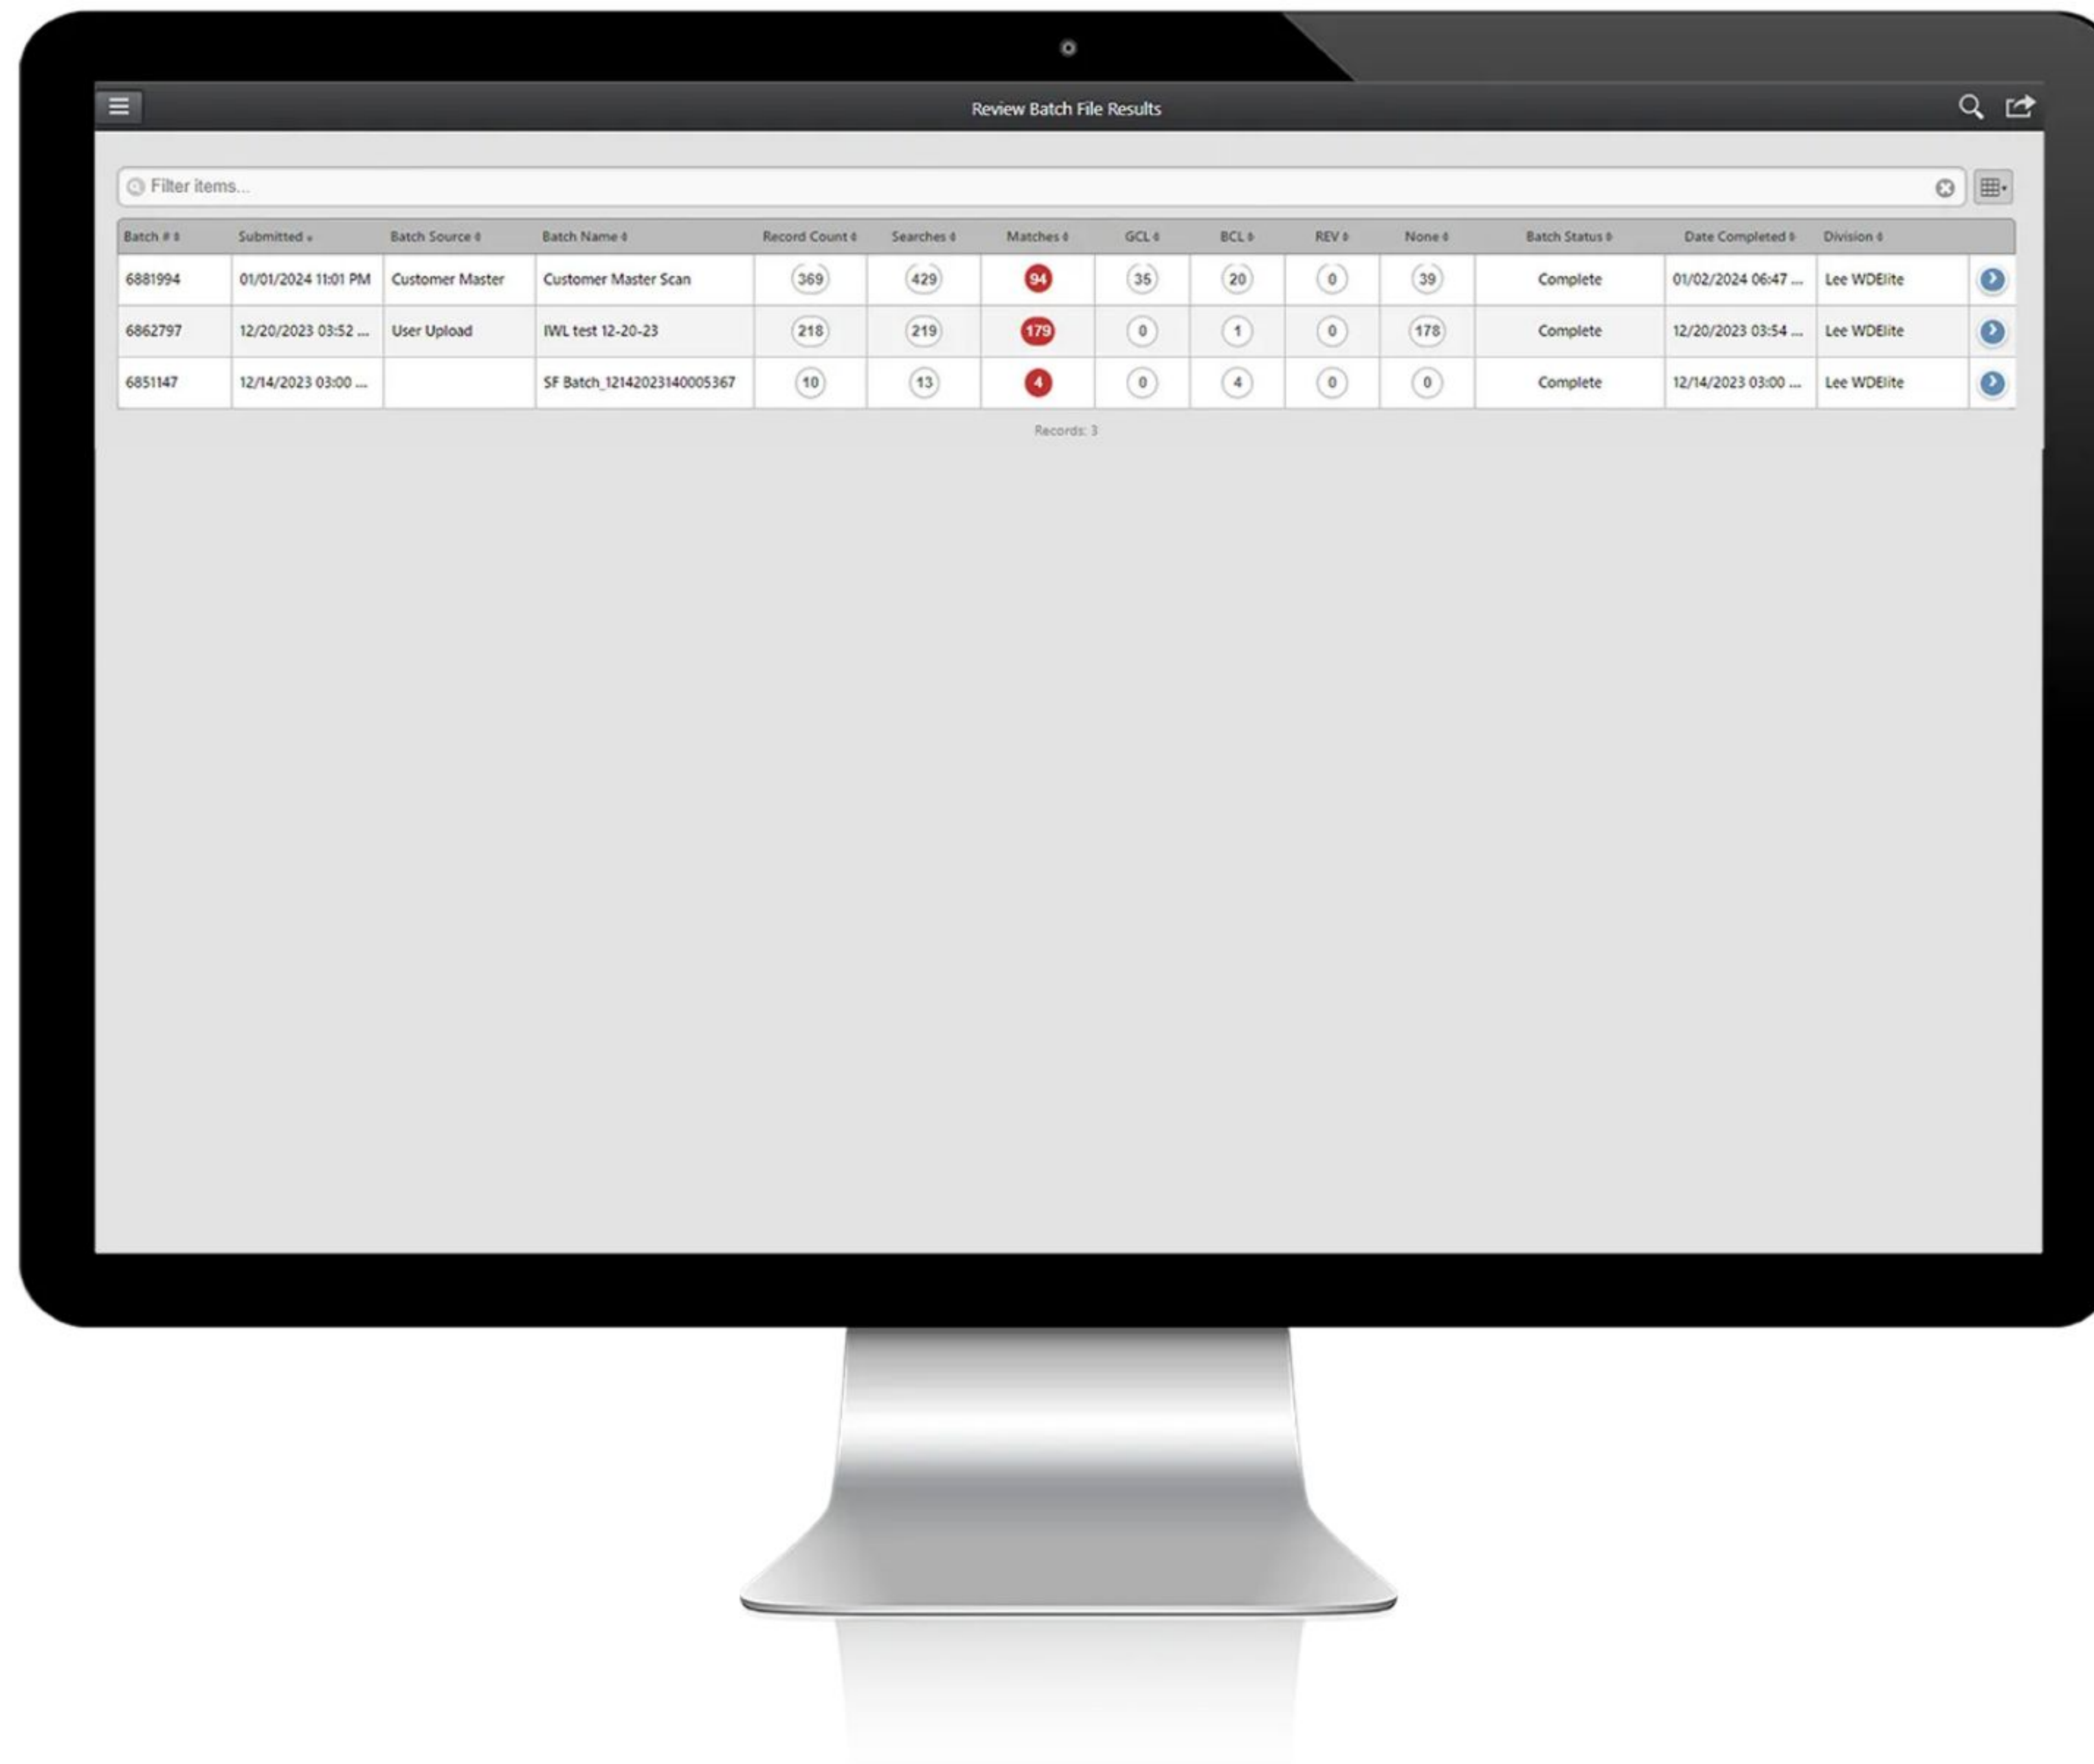 Review Batch File Results
Filter items...
Batch # Submitted Batch Source Batch Name Record Count Searches Matches GCL BCL REV None Batch Status Date Completed Division
6881994 01/01/2024 11:01 PM Customer Master Customer Master Scan 369 429 94 35 20 0 39 Complete 01/02/2024 06:47 ... Lee WDElite
6862797 12/20/2023 03:52 ... User Upload IWL test 12-20-23 218 219 179 0 1 0 178 Complete 12/20/2023 03:54 ... Lee WDElite
6851147 12/14/2023 03:00 ... SF Batch_12142023140005367 10 13 4 0 4 0 0 Complete 12/14/2023 03:00 ... Lee WDElite
Records: 3